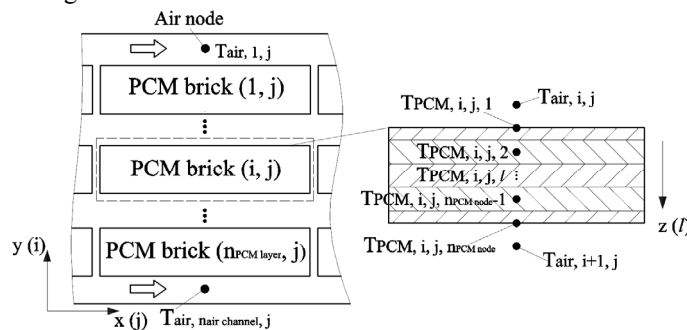 Air node
Tair, 1, j
PCM brick (1, j)
PCM brick (i, j)
PCM brick (nPCM layer, j)
Tair, nair channel, j
y (i)
x (j)
TPCM, i, j, 1
Tair, i, j
TPCM, i, j, 2
TPCM, i, j, l
TPCM, i, j, nPCM node-1
TPCM, i, j, nPCM node
Tair, i+1, j
z (l)